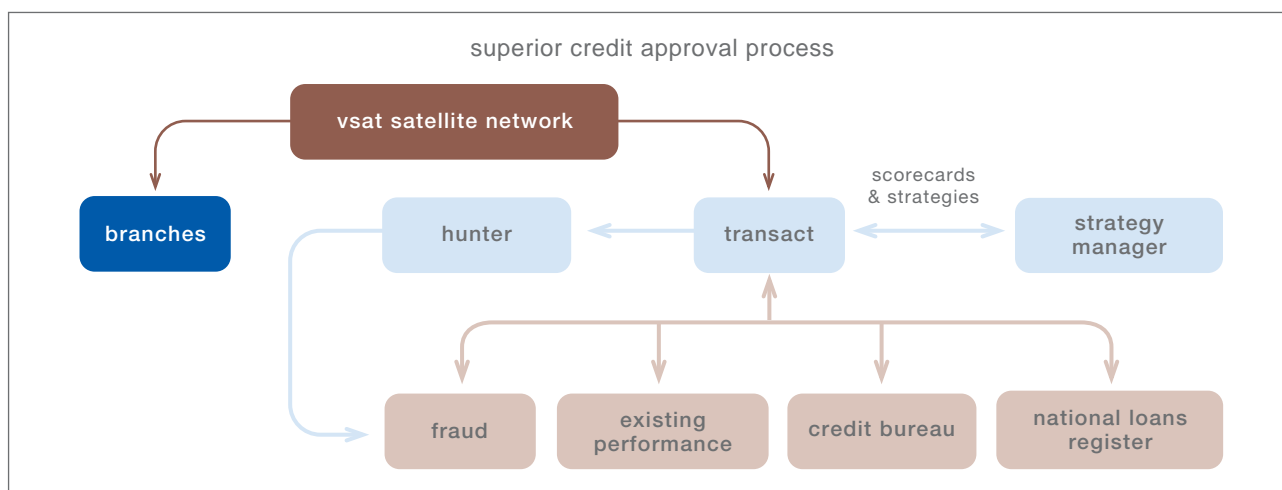 superior credit approval process
vsat satellite network
scorecards
& strategies
branches
hunter
transact
strategy
manager
fraud
existing
performance
credit bureau
national loans
register